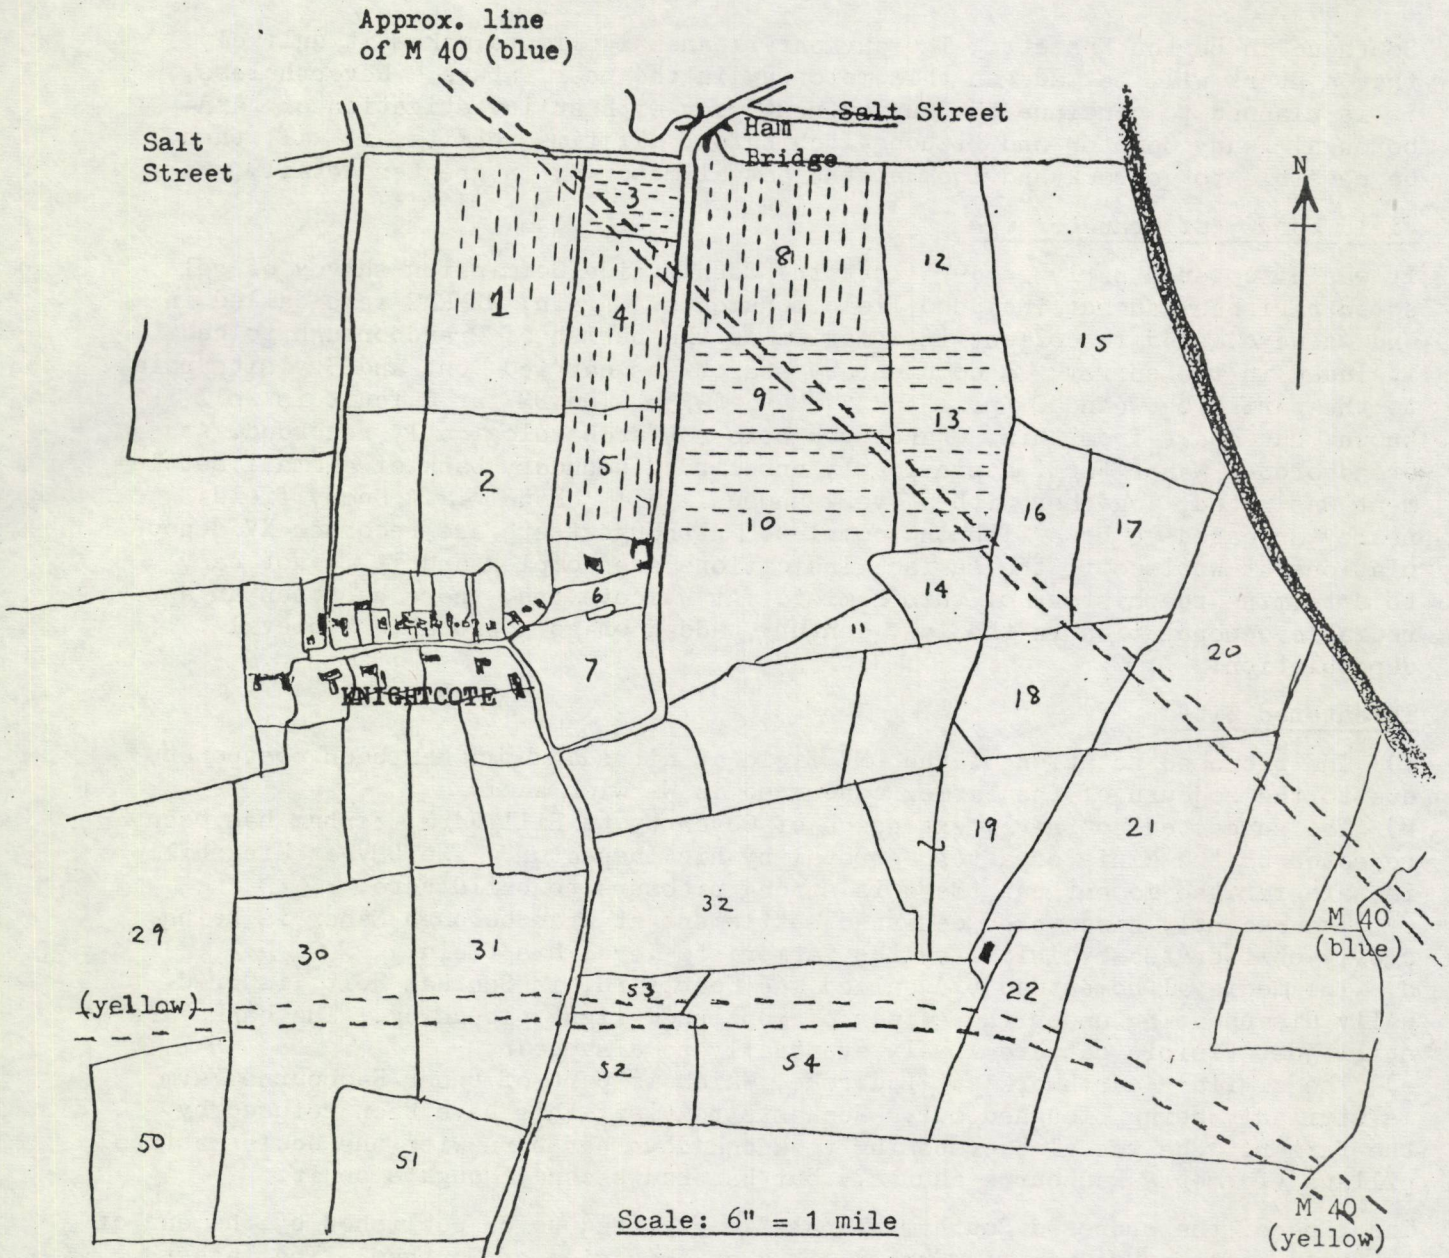 Approx. line
of M 40 (blue)
Salt
Street
Salt Street
Ham
Bridge
N
3
8
12
1
4
15
9
13
2
5
10
16
17
14
6
11
20
7
18
KNIGHTCOTE
19
21
32
29
30
31
M 40
(blue)
(yellow)
53
22
52
54
50
51
Scale: 6" = 1 mile
M 40
(yellow)